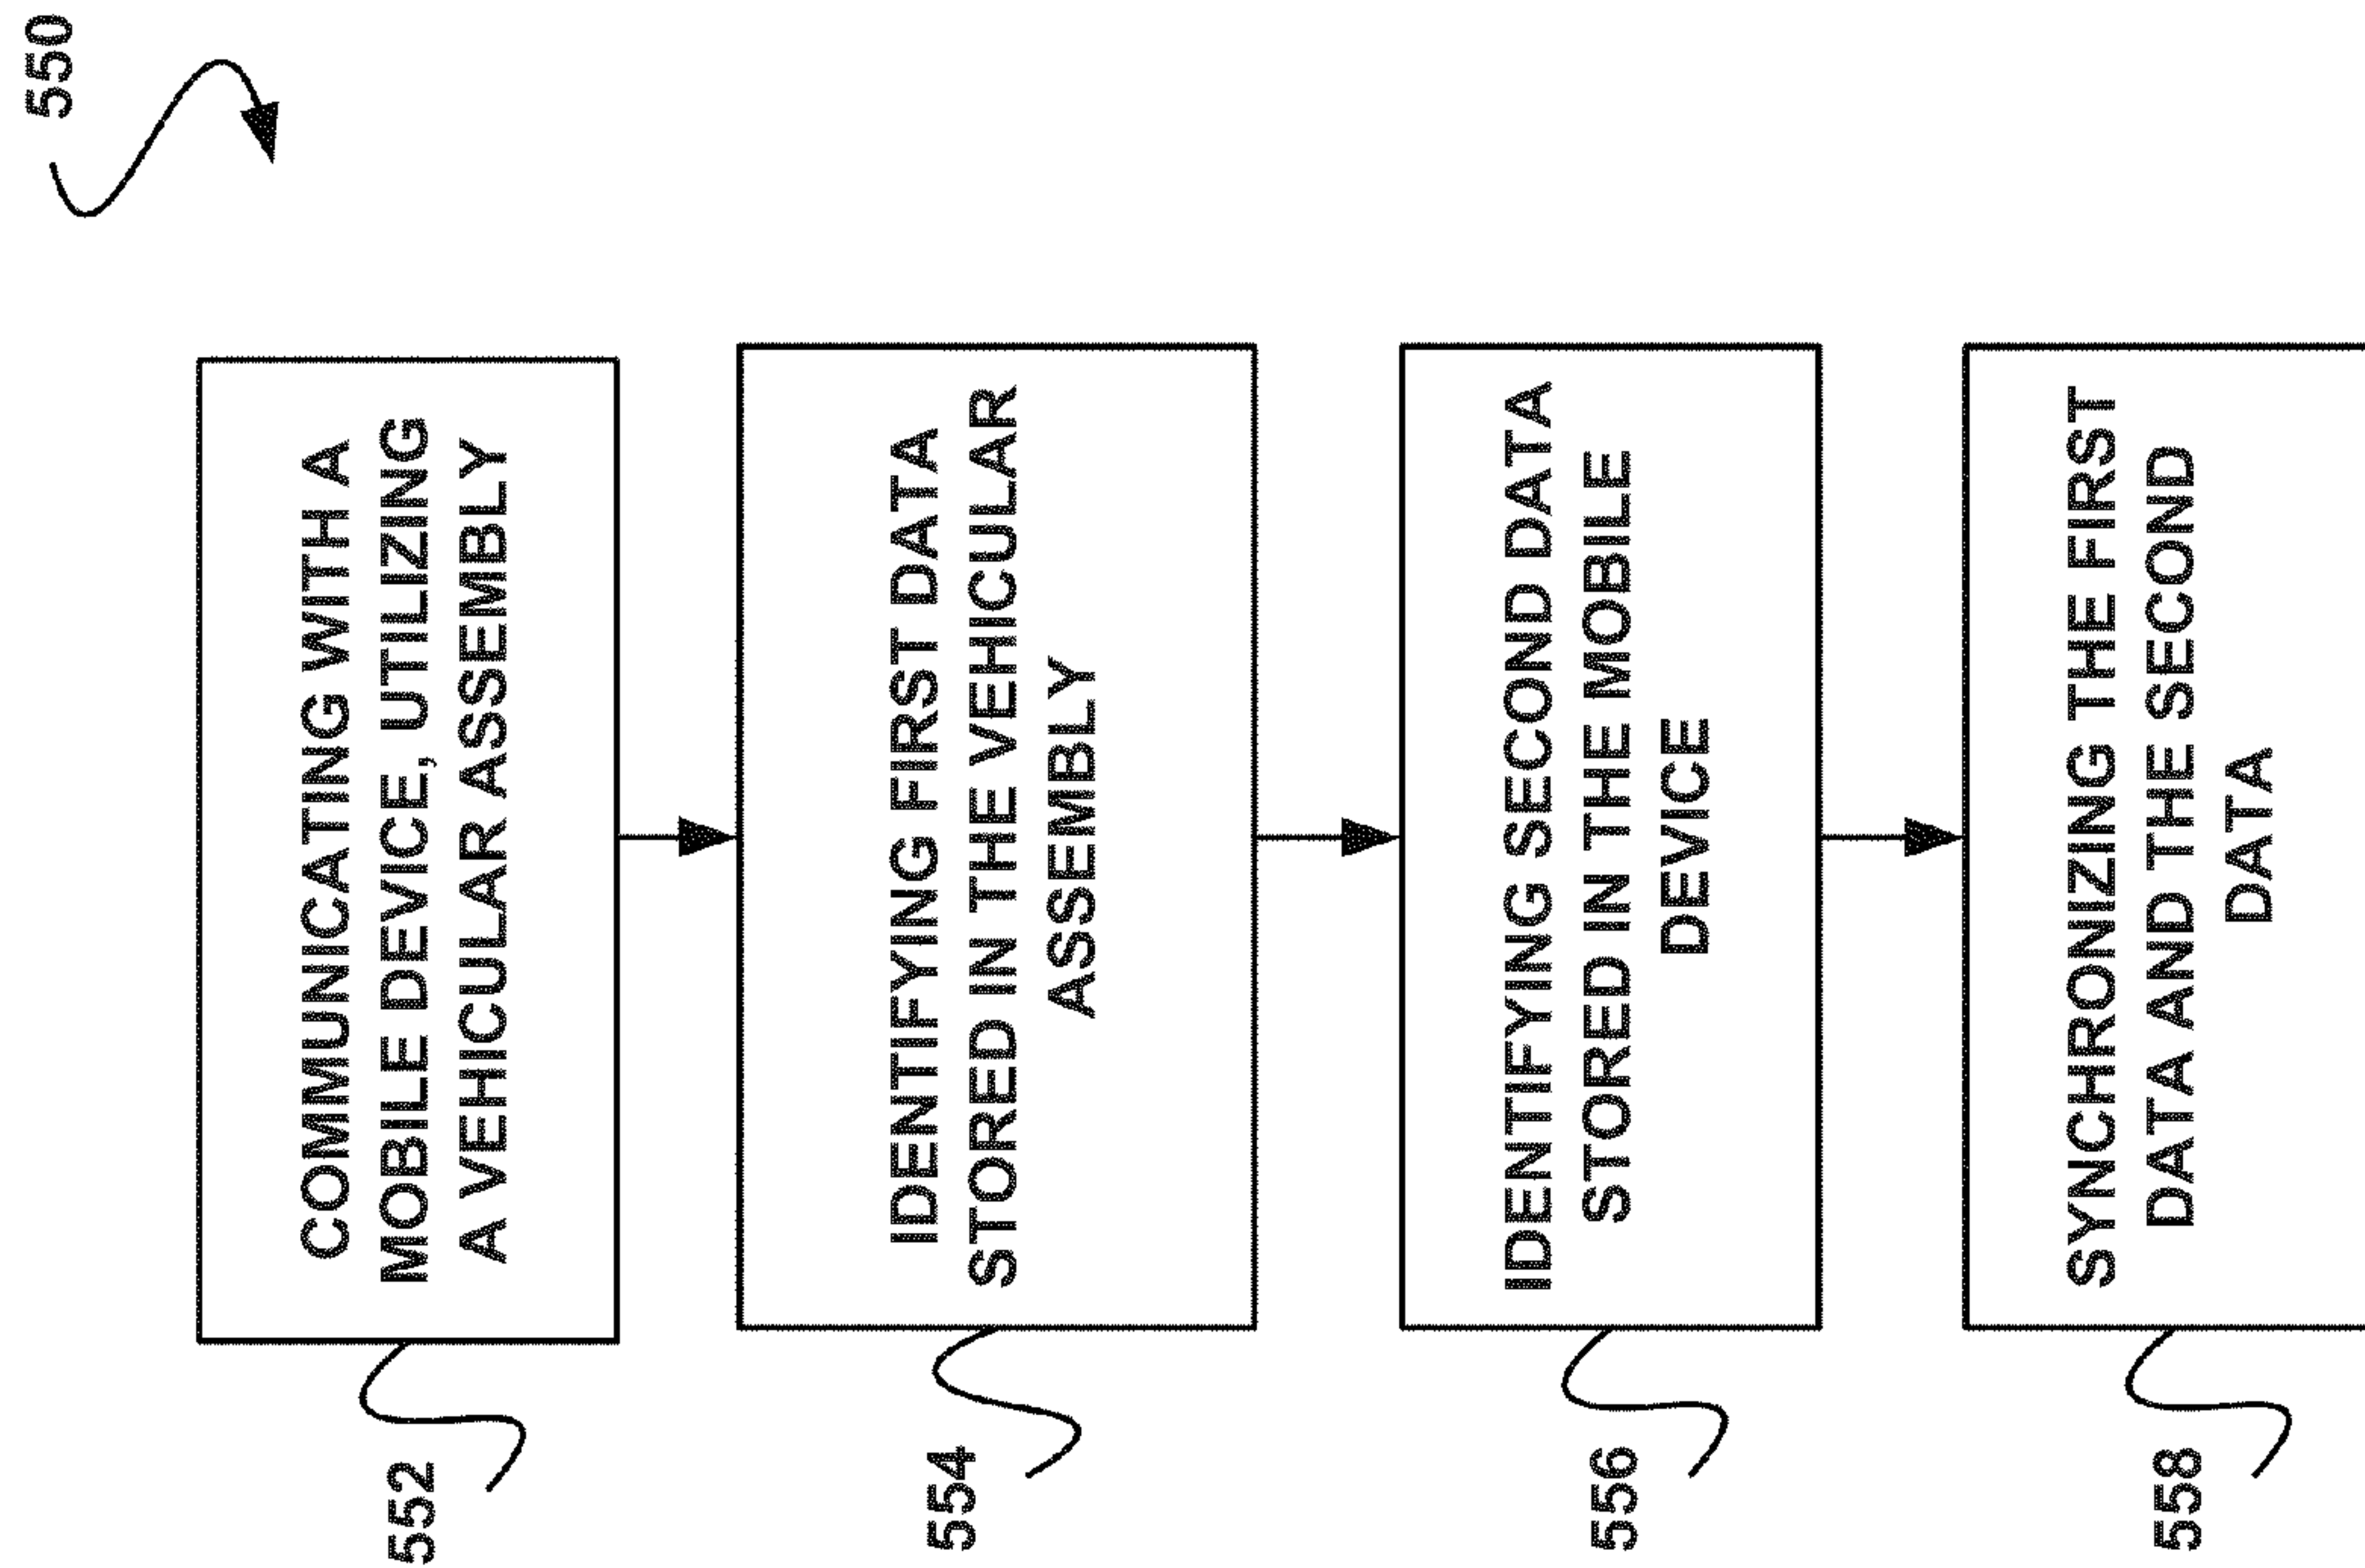 550
552
COMMUNICATING WITH A
MOBILE DEVICE, UTILIZING
A VEHICULAR ASSEMBLY
554
IDENTIFYING FIRST DATA
STORED IN THE VEHICULAR
ASSEMBLY
556
IDENTIFYING SECOND DATA
STORED IN THE MOBILE
DEVICE
558
SYNCHRONIZING THE FIRST
DATA AND THE SECOND
DATA